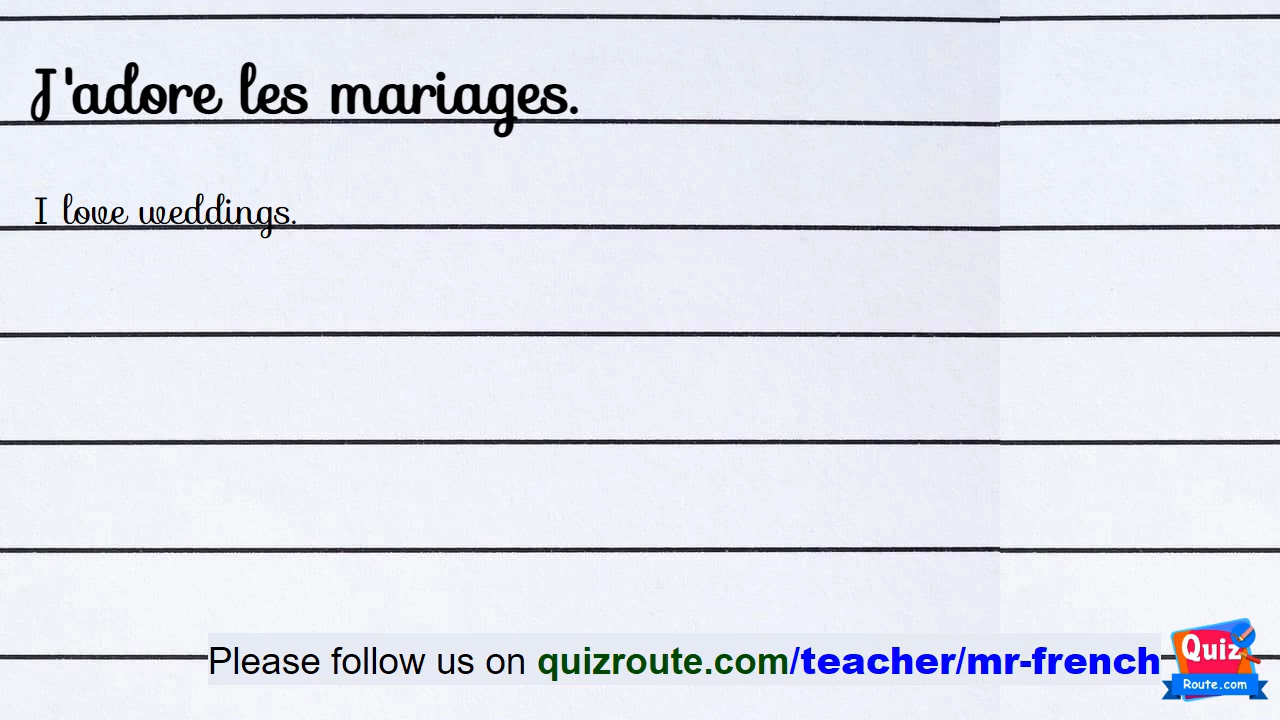 J'adore les mariages.
I love weddings.
Please follow us on quizroute.com/teacher/mr-french
Quiz
Route.com